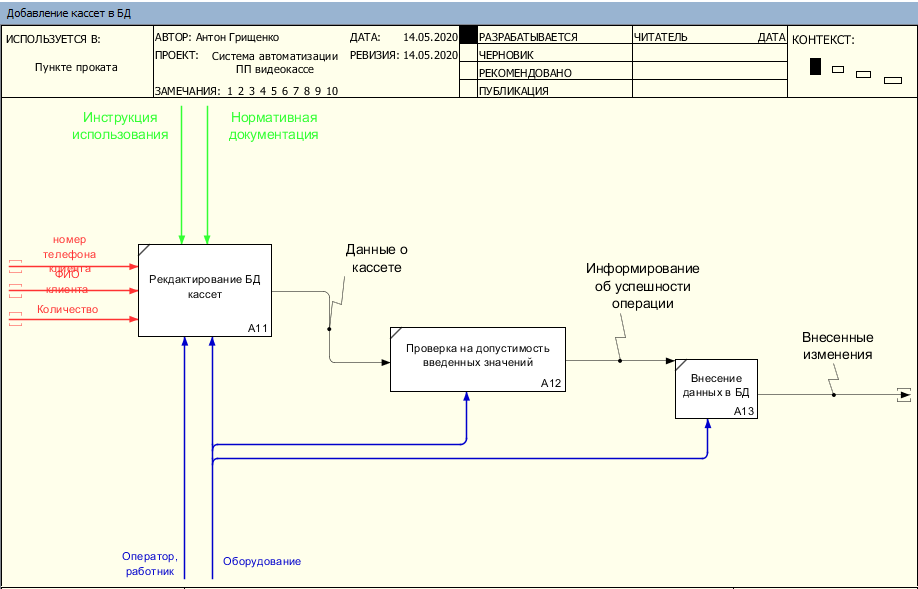 Добавление кассет в БД
ИСПОЛЬЗУЕТСЯ В:
Пункте проката
АВТОР: Антон Грищенко
ДАТА: 14.05.2020
ПРОЕКТ: Система автоматизации
ПП видеокассе
РЕВИЗИЯ: 14.05.2020
ЗАМЕЧАНИЯ: 1 2 3 4 5 6 7 8 9 10
РАЗРАБАТЫВАЕТСЯ
ЧЕРНОВИК
РЕКОМЕНДОВАНО
ПУБЛИКАЦИЯ
ЧИТАТЕЛЬ
ДАТА
КОНТЕКСТ:
Инструкция
использования
Нормативная
документация
номер
телефона
клиента
ФИО
клиента
Количество
Рекдактирование БД
кассет
A11
Данные о
кассете
Проверка на допустимость
введенных значений
A12
Информирование
об успешности
операции
Внесение
данных в БД
A13
Внесенные
изменения
Оператор,
работник
Оборудование